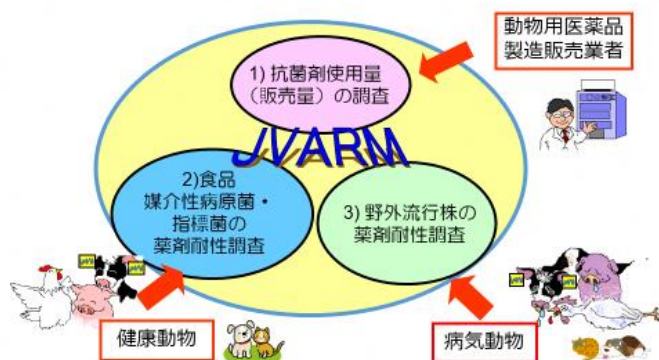 動物用医薬品
製造販売業者
1) 抗菌剤使用量
(販売量)の調査
JVARM
2)食品
媒介性病原菌・
指標菌の
薬剤耐性調査
3) 野外流行株の
薬剤耐性調査
健康動物
病気動物